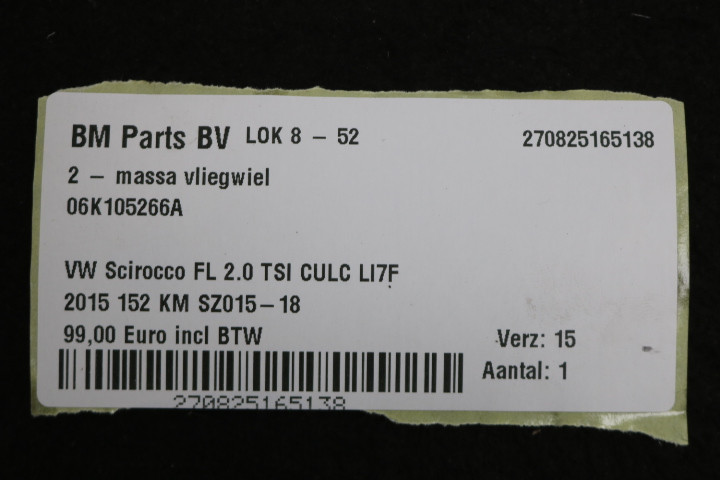 BM Parts BV LOK 8 – 52 270825165138
2 – massa vliegwiel
06K105266A
VW Scirocco FL 2.0 TSI CULC LI7F
2015 152 KM SZ015–18
99,00 Euro incl BTW Verz: 15
Aantal: 1
270825165138